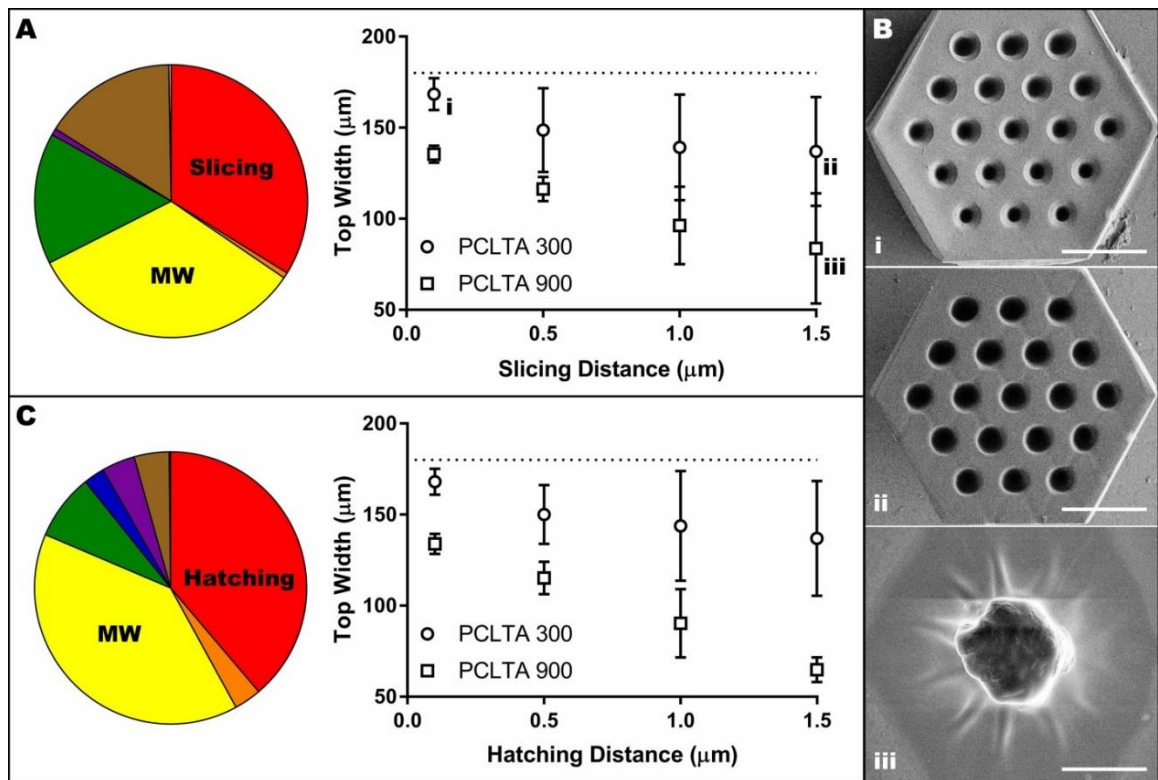 A
Slicing
MW
Top Width (μm)
200
150
100
50
i
ii
iii
PCLTA 300
PCLTA 900
0.0 0.5 1.0 1.5
Slicing Distance (μm)
B
i
ii
iii
C
Hatching
MW
Top Width (μm)
200
150
100
50
PCLTA 300
PCLTA 900
0.0 0.5 1.0 1.5
Hatching Distance (μm)